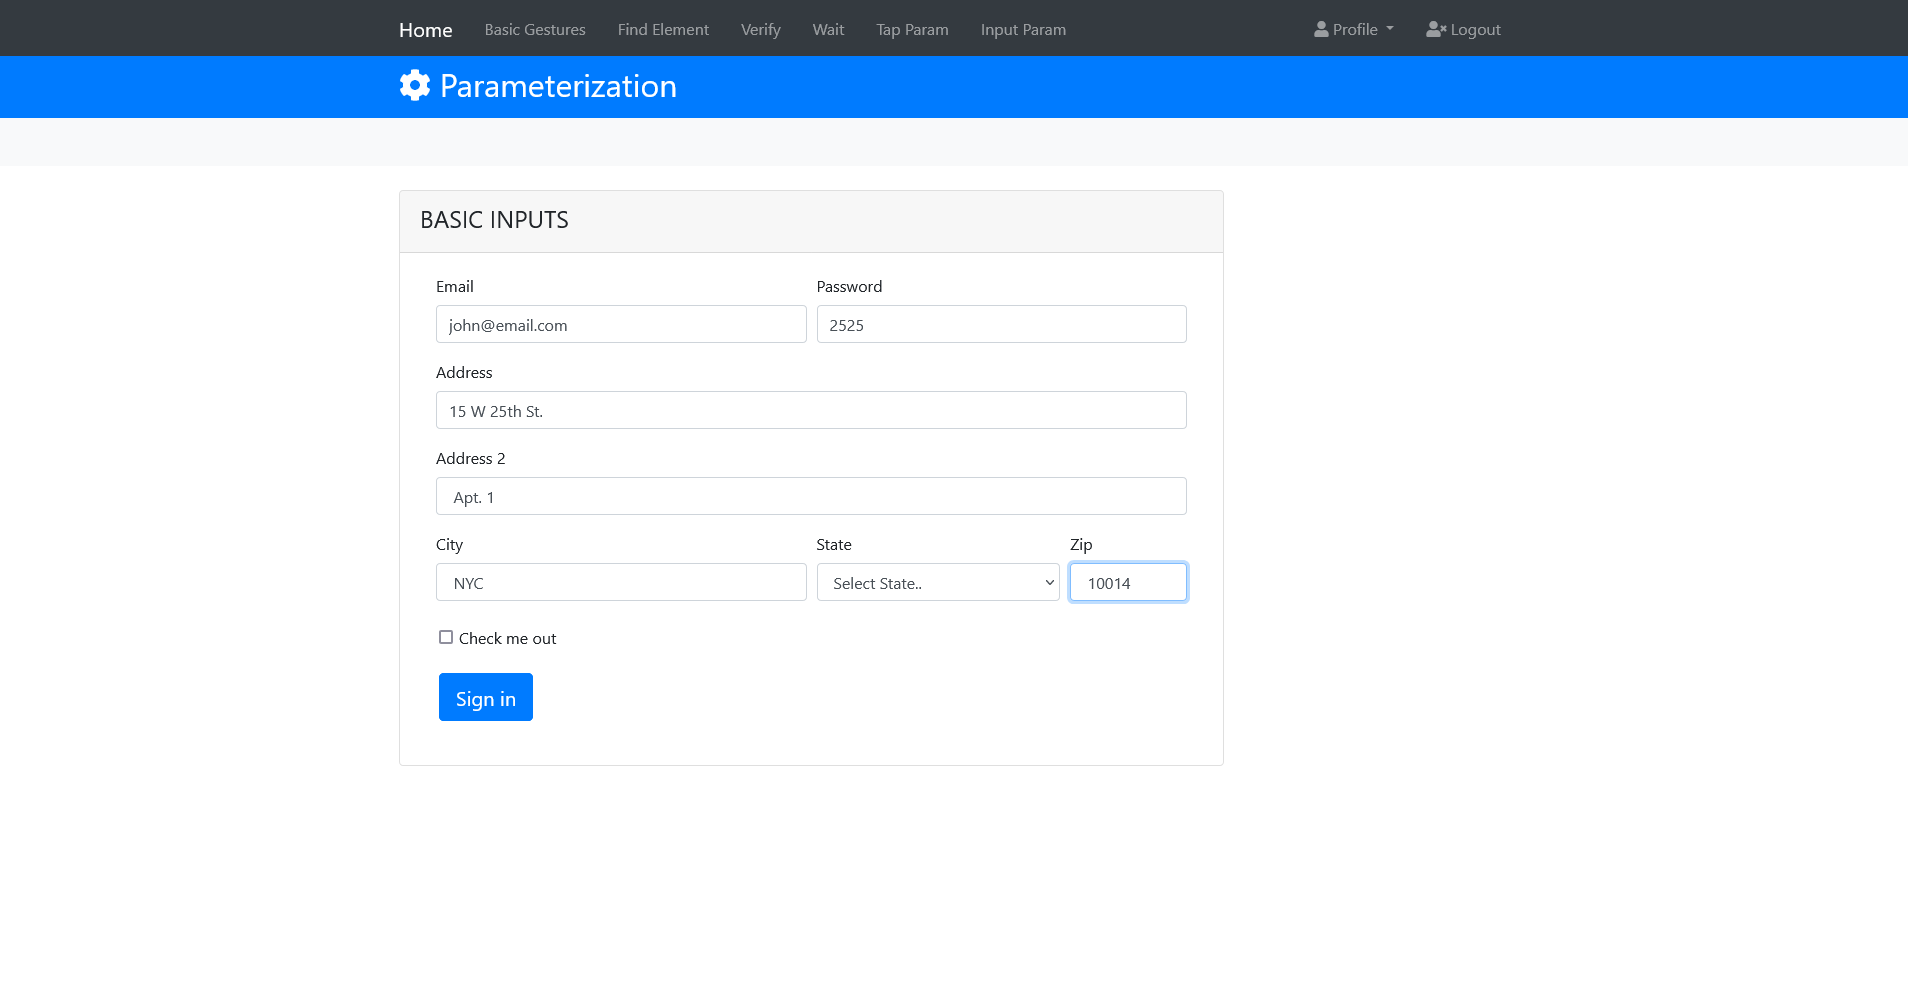 Home Basic Gestures Find Element Verify Wait Tap Param Input Param Profile Logout
Parameterization
BASIC INPUTS
Email Password
john@email.com 2525
Address
15 W 25th St.
Address 2
Apt. 1
City State Zip
NYC Select State.. 10014
Check me out
Sign in